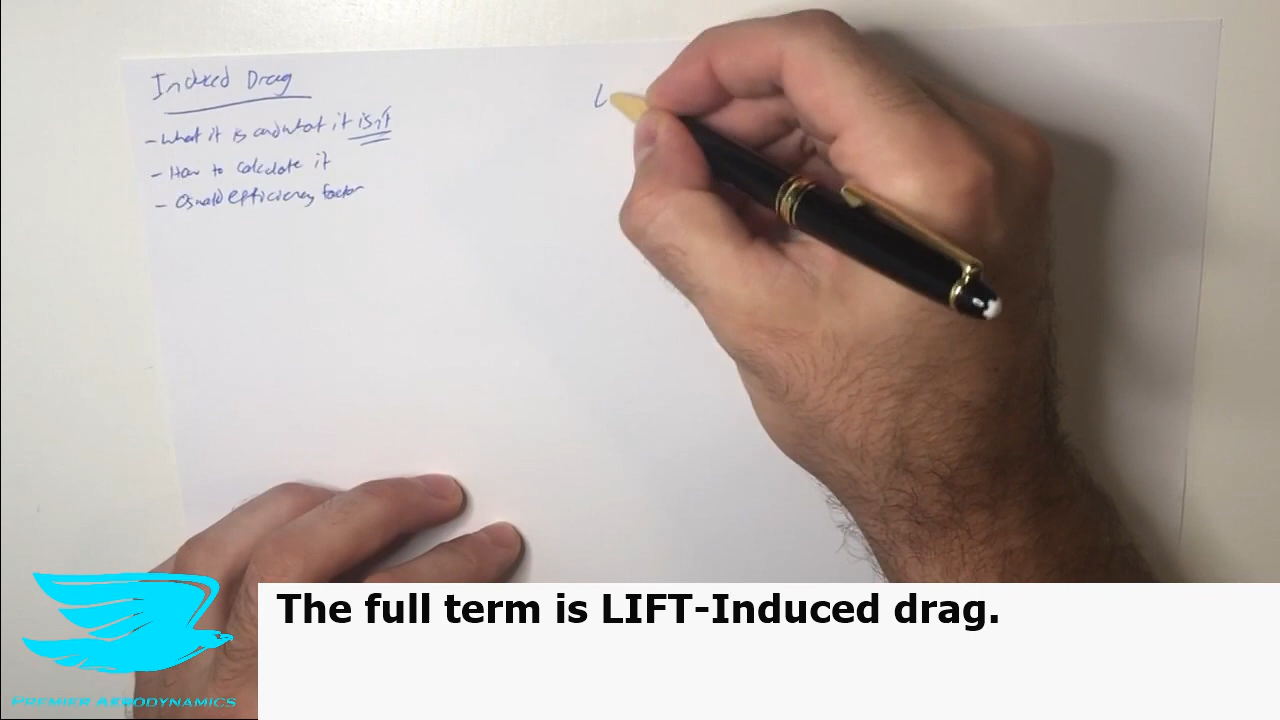 Induced Drag
- What it is and what it isn't
- How to calculate it
- Oswald efficiency factor
L
The full term is LIFT-Induced drag.
PREMIER AERODYNAMICS